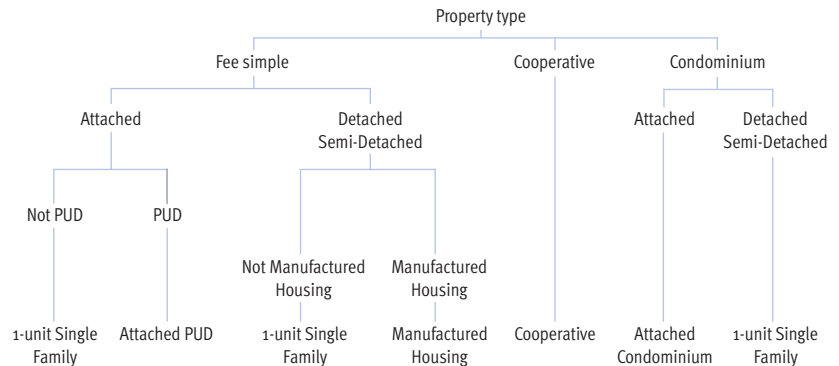 Property type
Fee simple
Cooperative
Condominium
Attached
Detached
Semi-Detached
Attached
Detached
Semi-Detached
Not PUD
PUD
Not Manufactured
Housing
Manufactured
Housing
1-unit Single
Family
Attached PUD
1-unit Single
Family
Manufactured
Housing
Cooperative
Attached
Condominium
1-unit Single
Family